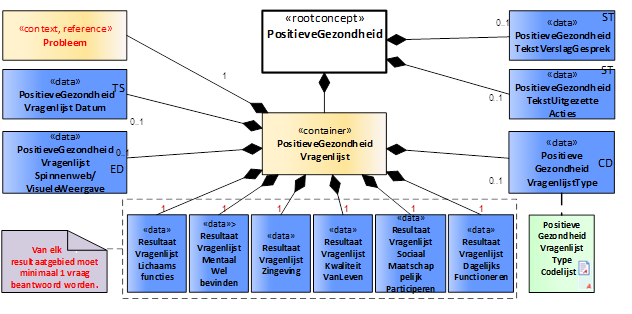 «context, reference»
Probleem
«data»
TS
PositieveGezondheid
Vragenlijst Datum
«data»
PositieveGezondheid
Vragenlijst
Spinnenweb/
VisueleWeergave
ED
«rootconcept»
PositieveGezondheid
«data»
ST
PositieveGezondheid
TekstVerslagGesprek
«data»
ST
PositieveGezondheid
TekstUitgezette
Acties
«container»
PositieveGezondheid
Vragenlijst
«data»
CD
Positieve
Gezondheid
VragenlijstType
0..1
0..1
1
0..1
0..1
0..1
1
1
1
1
1
1
Van elk
resultaatgebied moet
minimaal 1 vraag
beantwoord worden.
«data»
Resultaat
Vragenlijst
Lichaams
functies
«data»>
Resultaat
Vragenlijst
Mentaal
Wel
bevinden
«data»
Resultaat
Vragenlijst
Zingeving
«data»
Resultaat
Vragenlijst
Kwaliteit
VanLeven
«data»
Resultaat
Vragenlijst
Sociaal
Maatschap
pelijk
Participeren
«data»
Resultaat
Vragenlijst
Dagelijks
Functioneren
Positieve
Gezondheid
Vragenlijst
Type
Codelijst